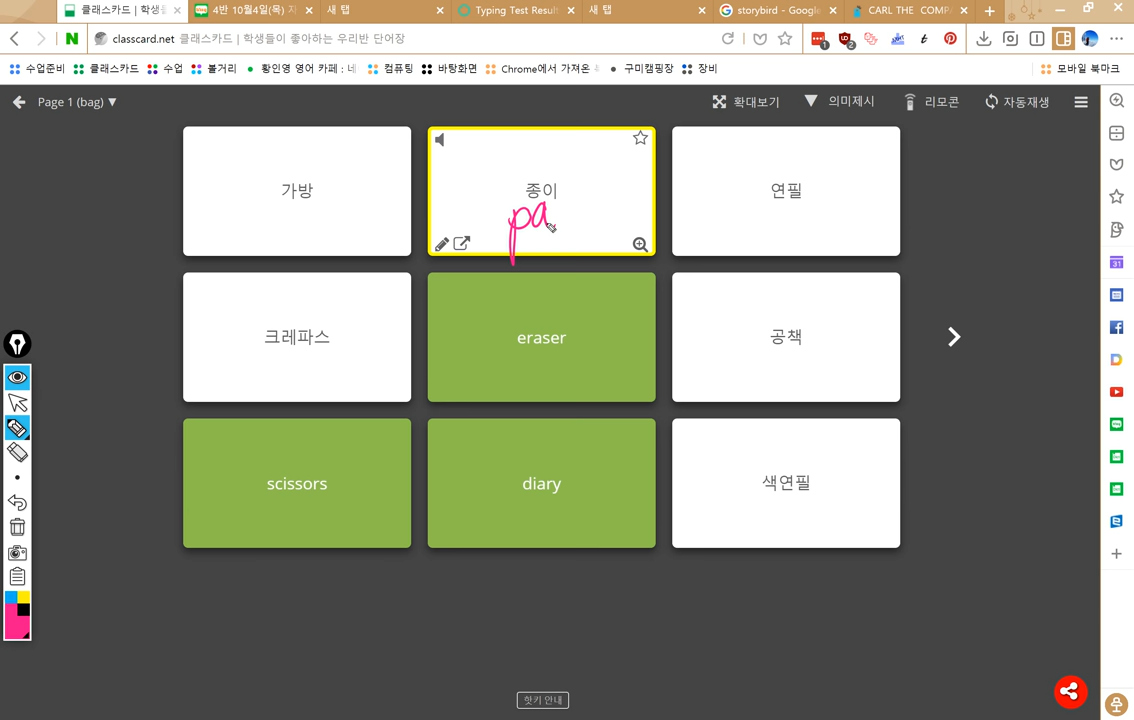 클래스카드 | 학생들
4반 10월4일(목) 지
새 탭
Typing Test Result
새 탭
storybird - Google
CARL THE COMP
classcard.net 클래스카드 | 학생들이 좋아하는 우리반 단어장
수업준비
클래스카드
수업
볼거리
황인영 영어 카페 : 네
컴퓨팅
바탕화면
Chrome에서 가져온
구미캠핑장
장비
모바일 북마크
Page 1 (bag) ▼
확대보기
의미제시
리모콘
자동재생
가방
종이
연필
pa
크레파스
eraser
공책
scissors
diary
색연필
핫키 안내